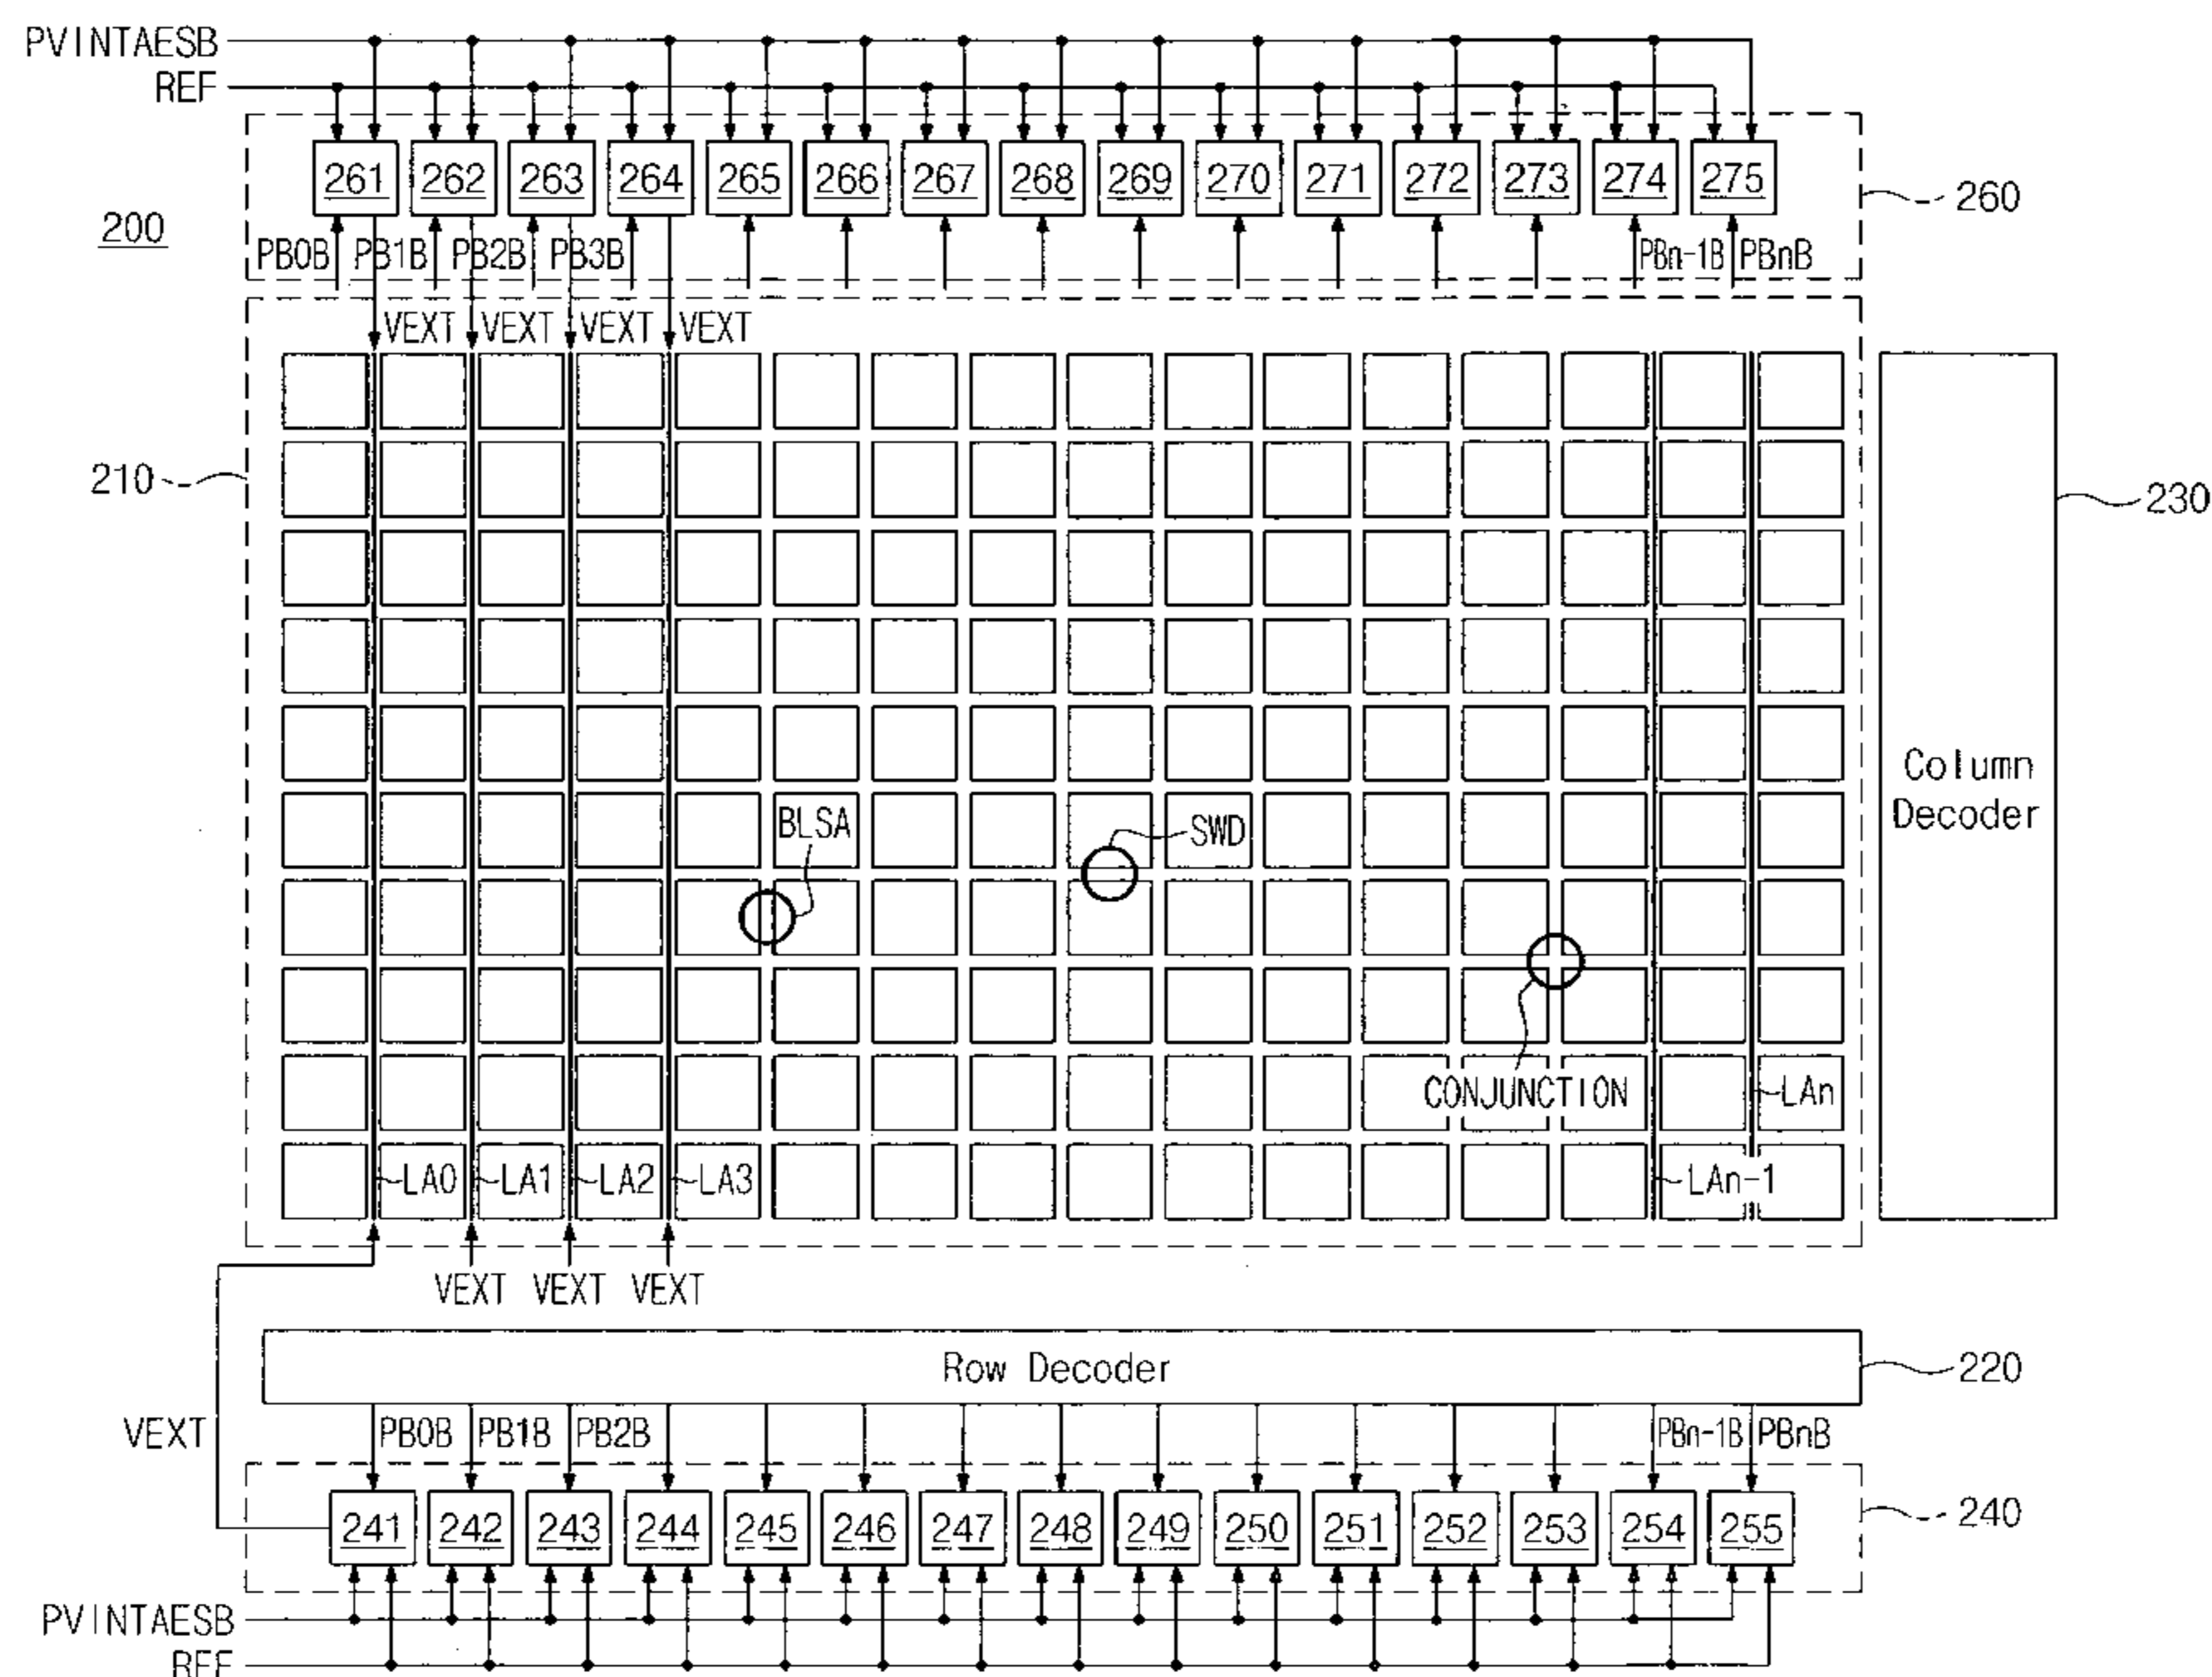 PVINTAESB
REF
261 262 263 264 265 266 267 268 269 270 271 272 273 274 275
260
200
PB0B PB1B PB2B PB3B PBn-1B PBnB
VEXT VEXT VEXT VEXT
210
230
Column
Decoder
BLSA
SWD
CONJUNCTION
LAn
LA0 LA1 LA2 LA3 LAn-1
VEXT VEXT VEXT
Row Decoder
220
VEXT
PB0B PB1B PB2B PBn-1B PBnB
241 242 243 244 245 246 247 248 249 250 251 252 253 254 255
240
PVINTAESB
REF